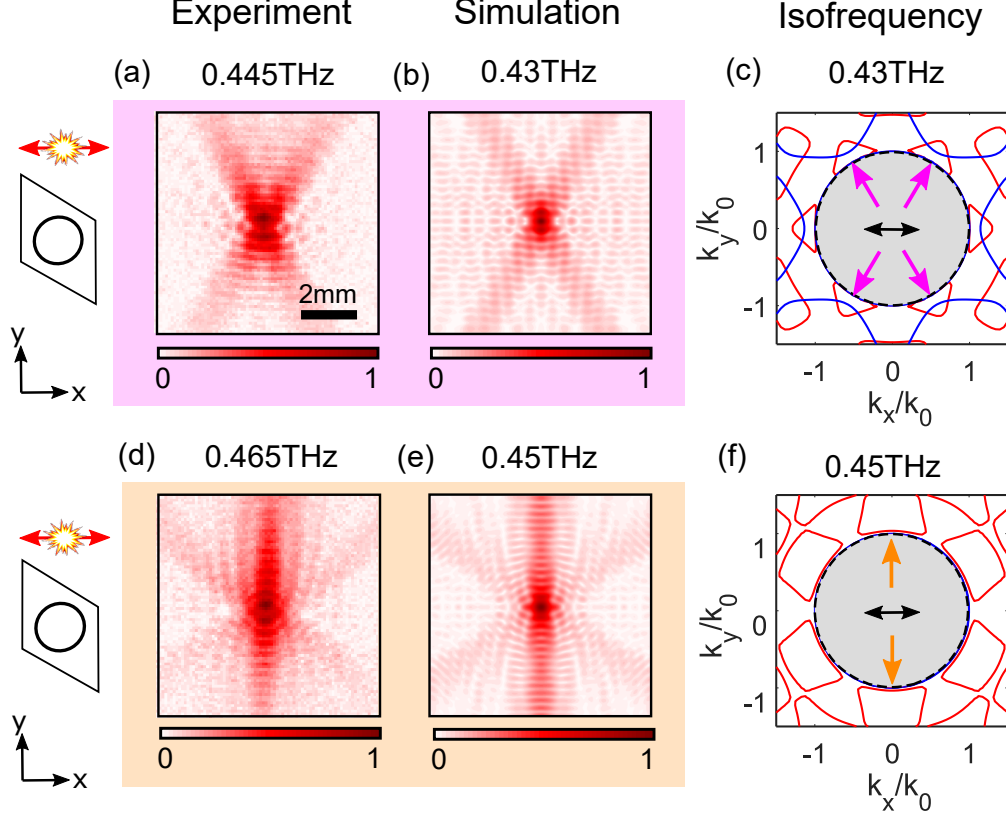 Experiment
Simulation
Isofrequency
(a)
0.445THz
(b)
0.43THz
(c)
0.43THz
2mm
y
x
0
1
0
1
k_y/k_0
1
0
-1
-1
0
1
k_x/k_0
(d)
0.465THz
(e)
0.45THz
(f)
0.45THz
y
x
0
1
0
1
k_y/k_0
1
0
-1
-1
0
1
k_x/k_0